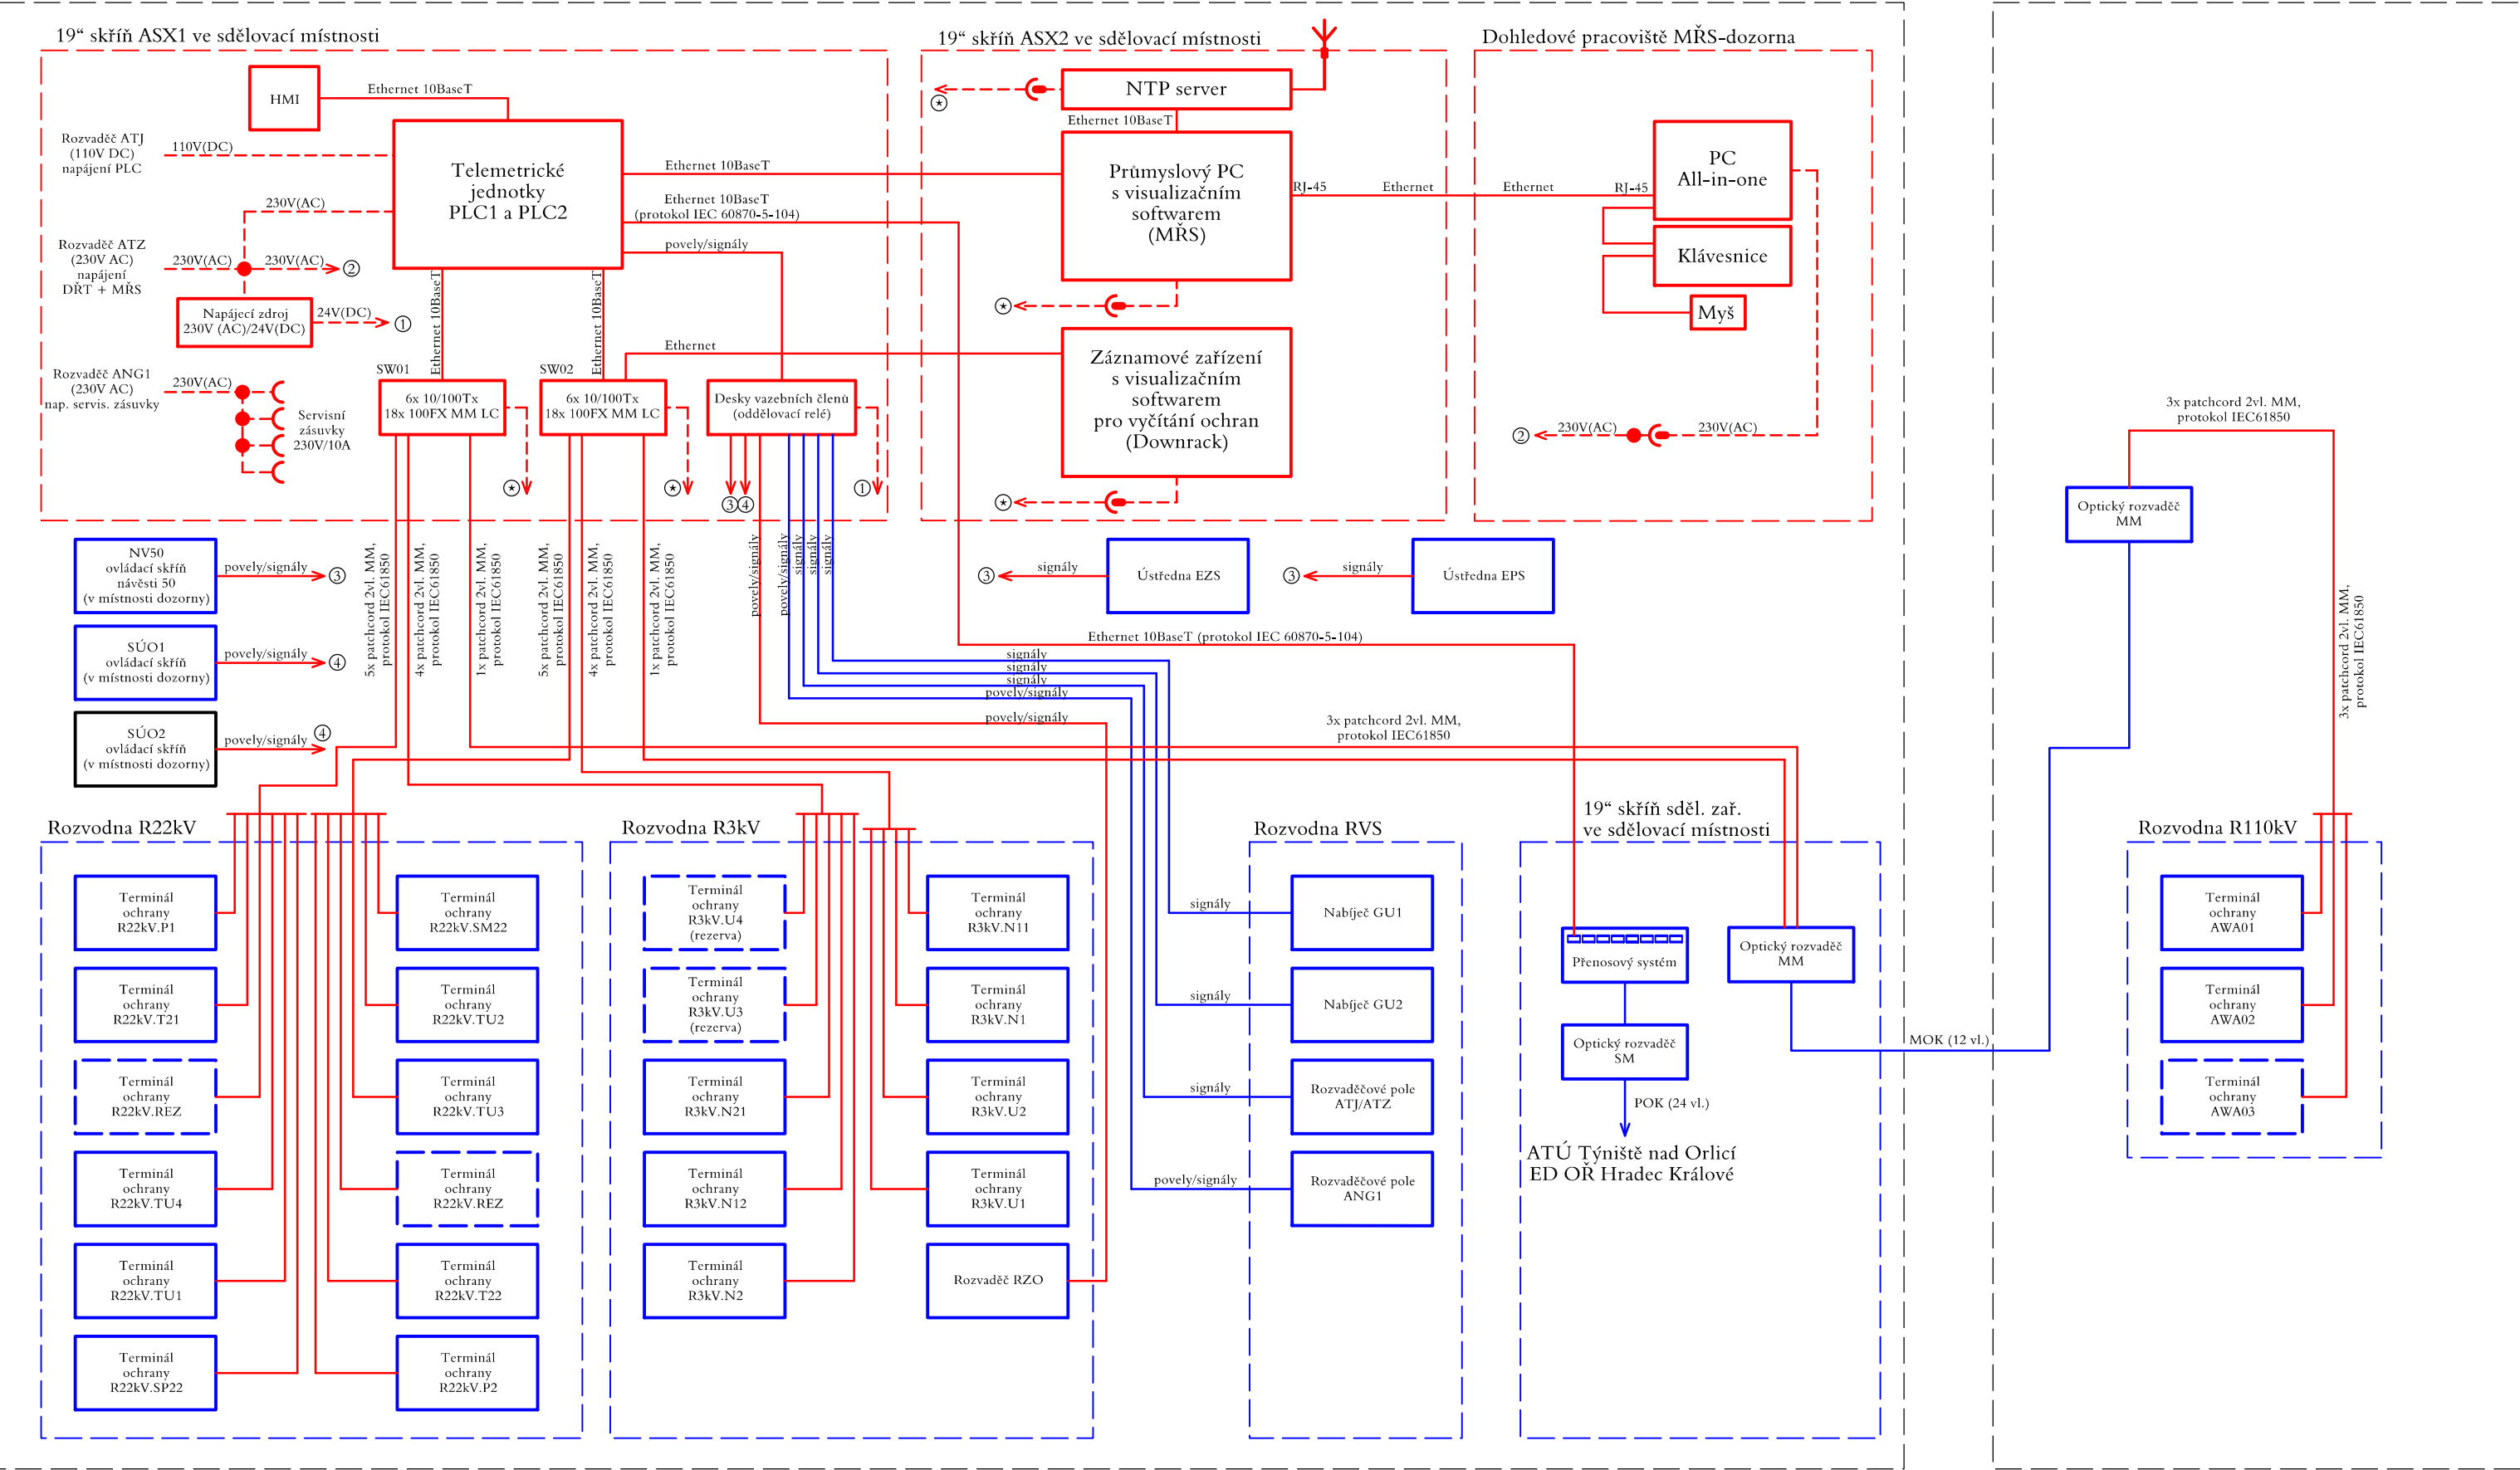 19“ skříň ASX1 ve sdělovací místnosti
HMI
Ethernet 10BaseT
Rozvaděč ATJ
(110V DC)
napájení PLC
110V(DC)
Telemetrické
jednotky
PLC1 a PLC2
230V(AC)
Rozvaděč ATZ
(230V AC)
napájení
DŘT + MŘS
230V(AC)
230V(AC)
2
Napájecí zdroj
230V (AC)/24V(DC)
24V(DC)
1
Rozvaděč ANG1
(230V AC)
nap. servis. zásuvky
230V(AC)
Servisní
zásuvky
230V/10A
Ethernet 10BaseT
Ethernet 10BaseT
(protokol IEC 60870-5-104)
povely/signály
Ethernet 10BaseT
Ethernet 10BaseT
Ethernet
SW01
6x 10/100Tx
18x 100FX MM LC
SW02
6x 10/100Tx
18x 100FX MM LC
Desky vazebních členů
(oddělovací relé)
3
4
1
19“ skříň ASX2 ve sdělovací místnosti
NTP server
Ethernet 10BaseT
Průmyslový PC
s visualizačním
softwarem
(MŘS)
RJ-45
Ethernet
Záznamové zařízení
s visualizačním
softwarem
pro vyčítání ochran
(Downrack)
Dohledové pracoviště MŘS-dozorna
Ethernet
RJ-45
PC
All-in-one
Klávesnice
Myš
2
230V(AC)
230V(AC)
NV50
ovládací skříň
návěsti 50
(v místnosti dozorny)
povely/signály
3
SÚO1
ovládací skříň
(v místnosti dozorny)
povely/signály
4
SÚO2
ovládací skříň
(v místnosti dozorny)
povely/signály
4
5x patchcord 2vl. MM,
protokol IEC61850
4x patchcord 2vl. MM,
protokol IEC61850
1x patchcord 2vl. MM,
protokol IEC61850
5x patchcord 2vl. MM,
protokol IEC61850
4x patchcord 2vl. MM,
protokol IEC61850
1x patchcord 2vl. MM,
protokol IEC61850
povely/signály
povely/signály
signály
signály
signály
3
signály
Ústředna EZS
3
signály
Ústředna EPS
Ethernet 10BaseT (protokol IEC 60870-5-104)
signály
signály
signály
povely/signály
povely/signály
3x patchcord 2vl. MM,
protokol IEC61850
Rozvodna R22kV
Terminál
ochrany
R22kV.P1
Terminál
ochrany
R22kV.T21
Terminál
ochrany
R22kV.REZ
Terminál
ochrany
R22kV.TU4
Terminál
ochrany
R22kV.TU1
Terminál
ochrany
R22kV.SP22
Terminál
ochrany
R22kV.SM22
Terminál
ochrany
R22kV.TU2
Terminál
ochrany
R22kV.TU3
Terminál
ochrany
R22kV.REZ
Terminál
ochrany
R22kV.T22
Terminál
ochrany
R22kV.P2
Rozvodna R3kV
Terminál
ochrany
R3kV.U4
(rezerva)
Terminál
ochrany
R3kV.U3
(rezerva)
Terminál
ochrany
R3kV.N21
Terminál
ochrany
R3kV.N12
Terminál
ochrany
R3kV.N2
Terminál
ochrany
R3kV.N11
Terminál
ochrany
R3kV.N1
Terminál
ochrany
R3kV.U2
Terminál
ochrany
R3kV.U1
Rozvaděč RZO
Rozvodna RVS
signály
Nabíječ GU1
signály
Nabíječ GU2
signály
Rozvaděčové pole
ATJ/ATZ
povely/signály
Rozvaděčové pole
ANG1
19“ skříň sděl. zař.
ve sdělovací místnosti
Přenosový systém
Optický rozvaděč
MM
Optický rozvaděč
SM
POK (24 vl.)
ATÚ Týniště nad Orlicí
ED OŘ Hradec Králové
MOK (12 vl.)
3x patchcord 2vl. MM,
protokol IEC61850
Optický rozvaděč
MM
3x patchcord 2vl. MM,
protokol IEC61850
Rozvodna R110kV
Terminál
ochrany
AWA01
Terminál
ochrany
AWA02
Terminál
ochrany
AWA03